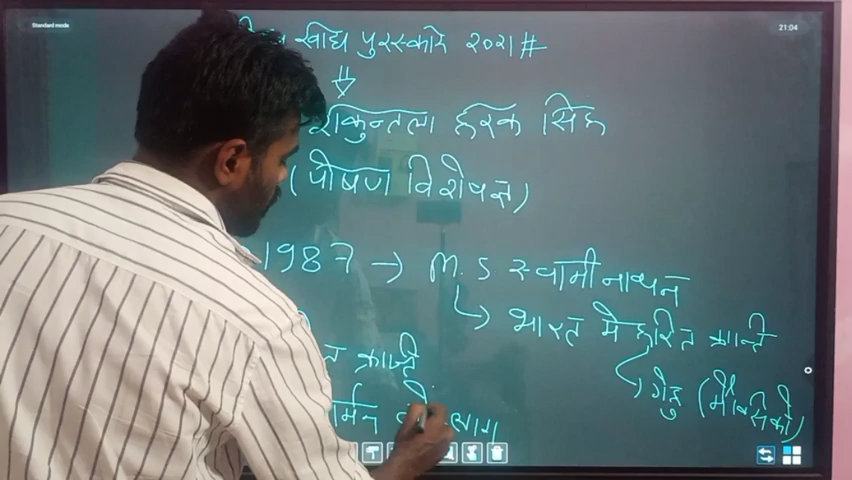 Standard mode
21:04
खाद्य पुरस्कार २०२१#
शकुन्तला हरक सिंह
(पोषण विशेषज्ञ)
1987 → M. S. स्वामीनाथन
भारत मे हरित क्रान्ति
क्रान्ति
गेहु (मैक्सिको)